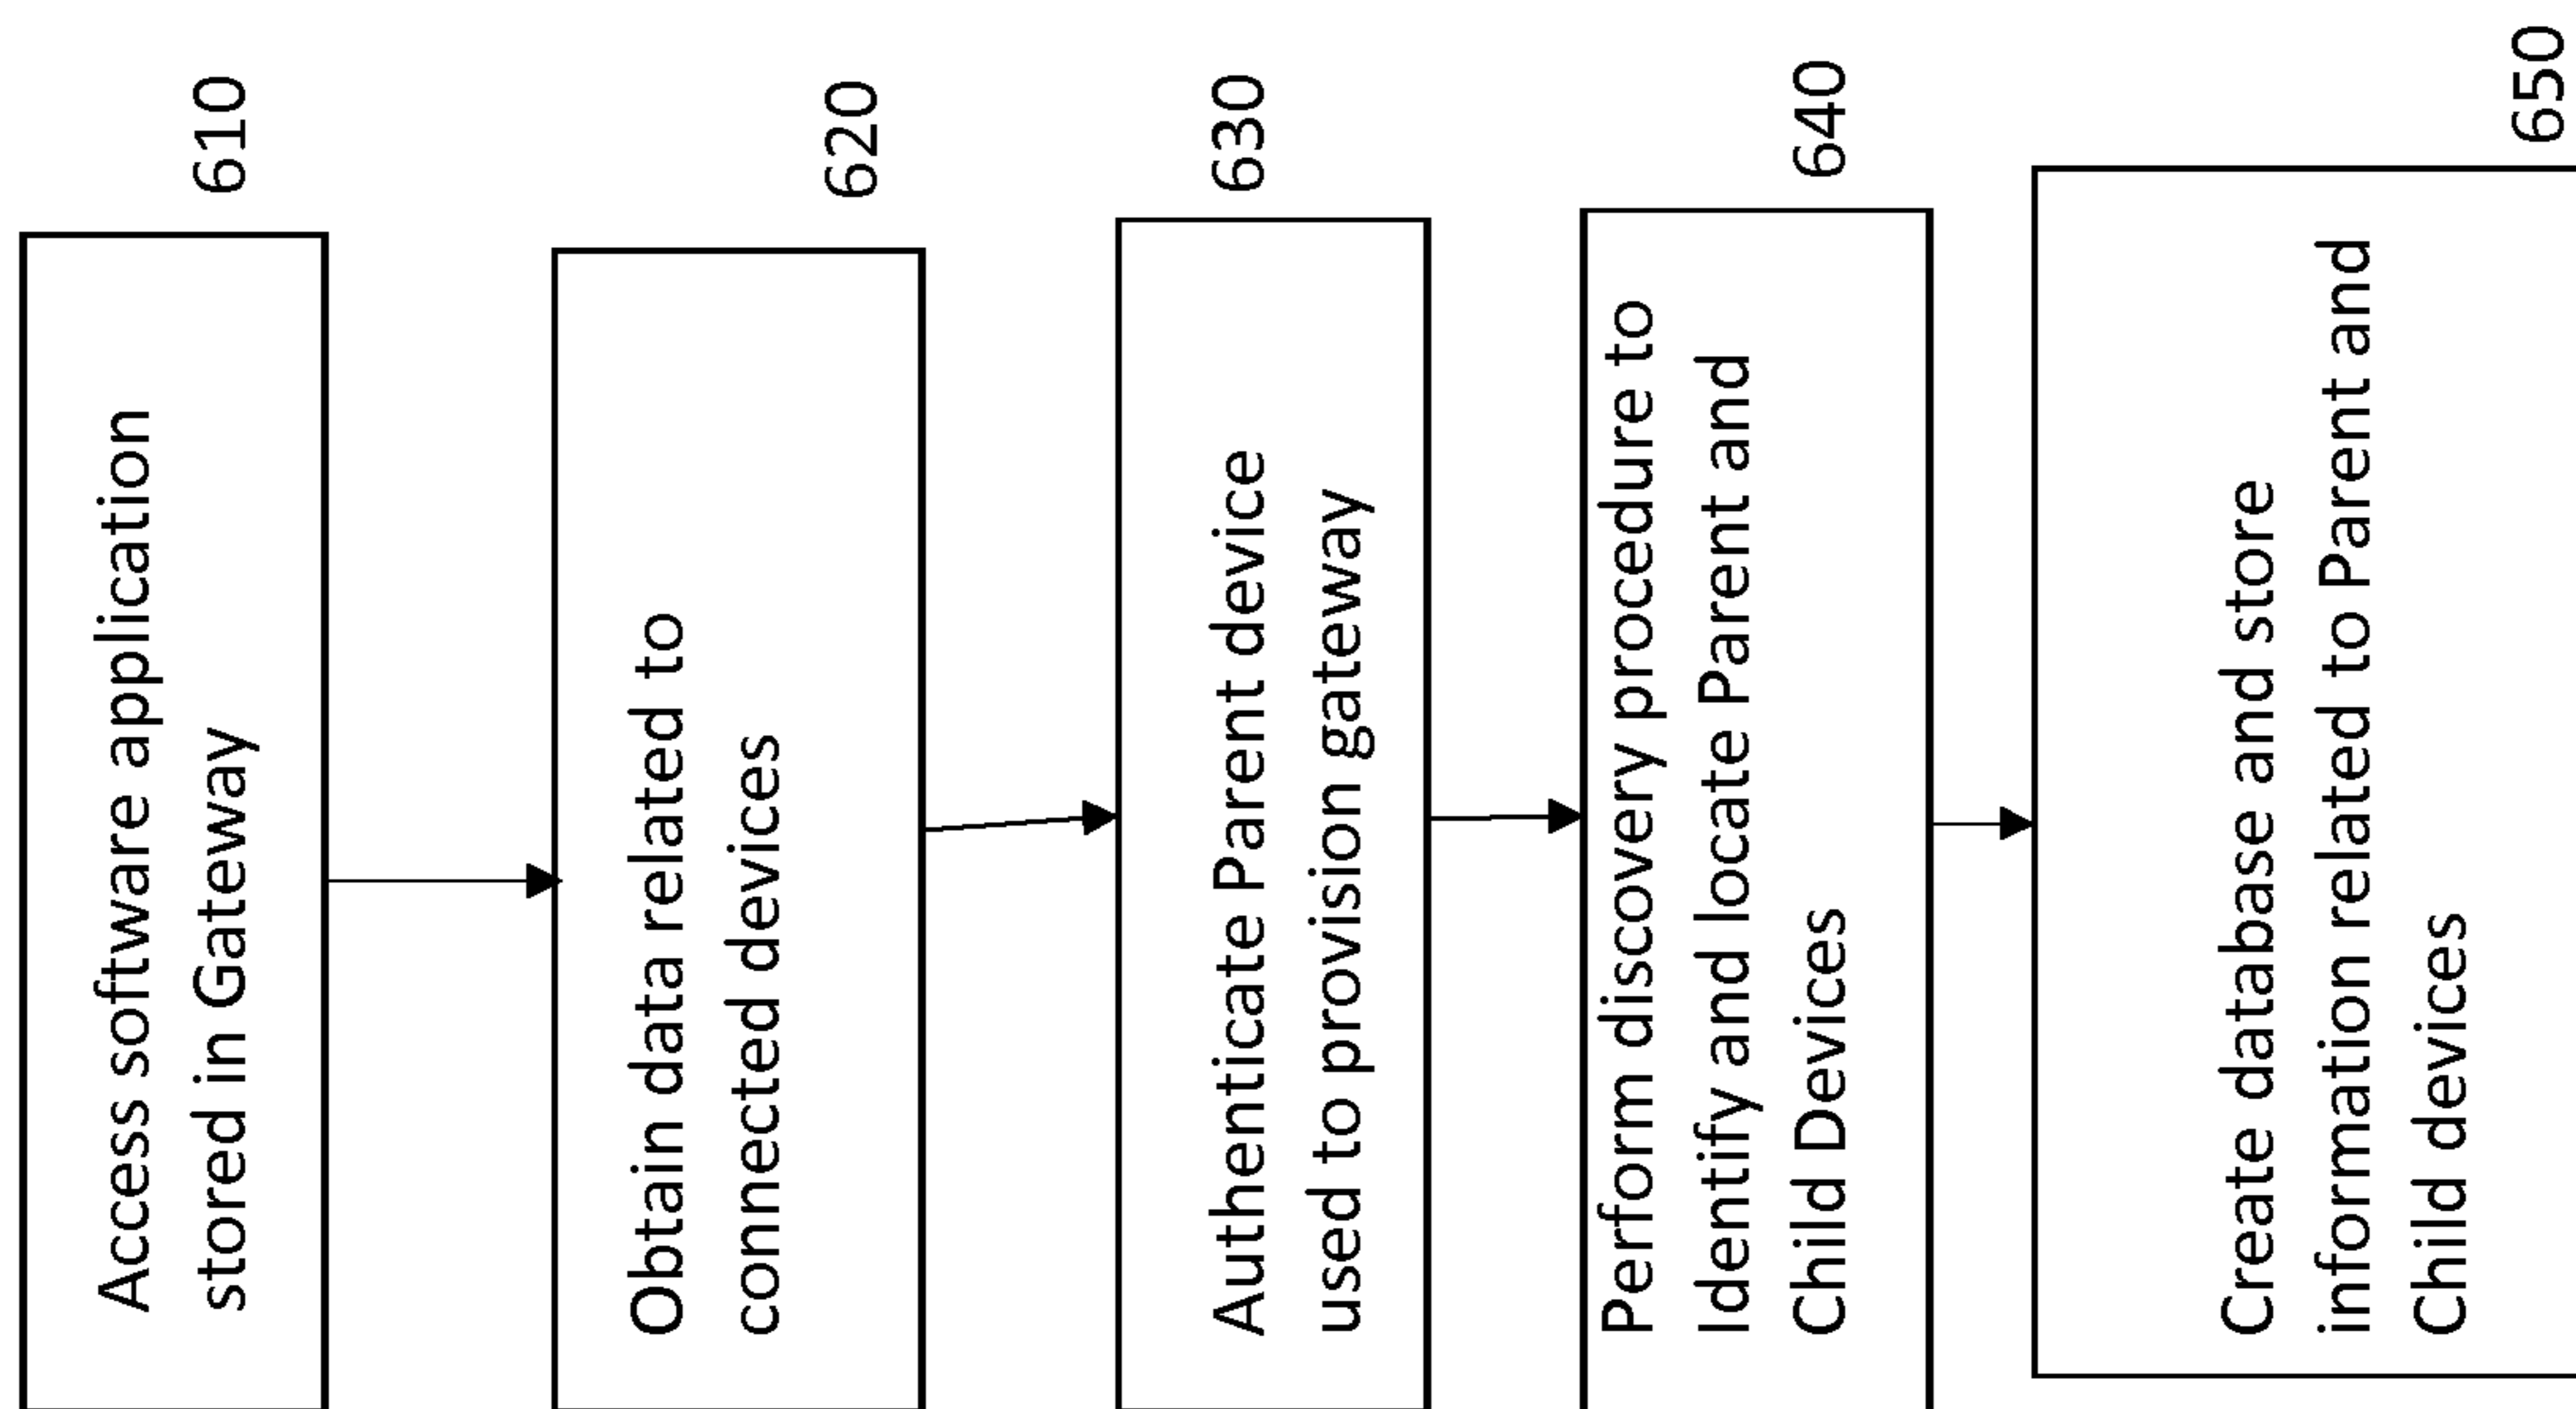 610
Access software application
stored in Gateway
620
Obtain data related to
connected devices
630
Authenticate Parent device
used to provision gateway
640
Perform discovery procedure to
Identify and locate Parent and
Child Devices
650
Create database and store
information related to Parent and
Child devices